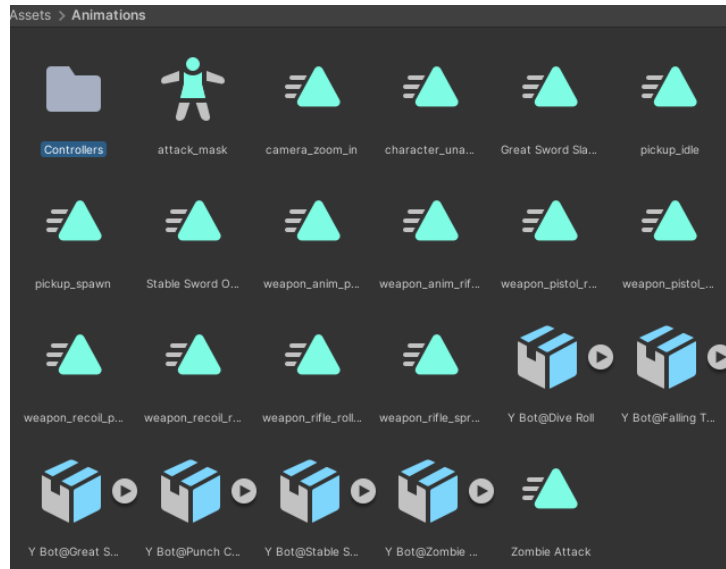 Assets > Animations
Controllers
attack_mask
camera_zoom_in
character_una...
Great Sword Sla...
pickup_idle
pickup_spawn
Stable Sword O...
weapon_anim_p...
weapon_anim_rif...
weapon_pistol_r...
weapon_pistol_...
weapon_recoil_p...
weapon_recoil_r...
weapon_rifle_roll...
weapon_rifle_spr...
Y Bot@Dive Roll
Y Bot@Falling T...
Y Bot@Great S...
Y Bot@Punch C...
Y Bot@Stable S...
Y Bot@Zombie ...
Zombie Attack